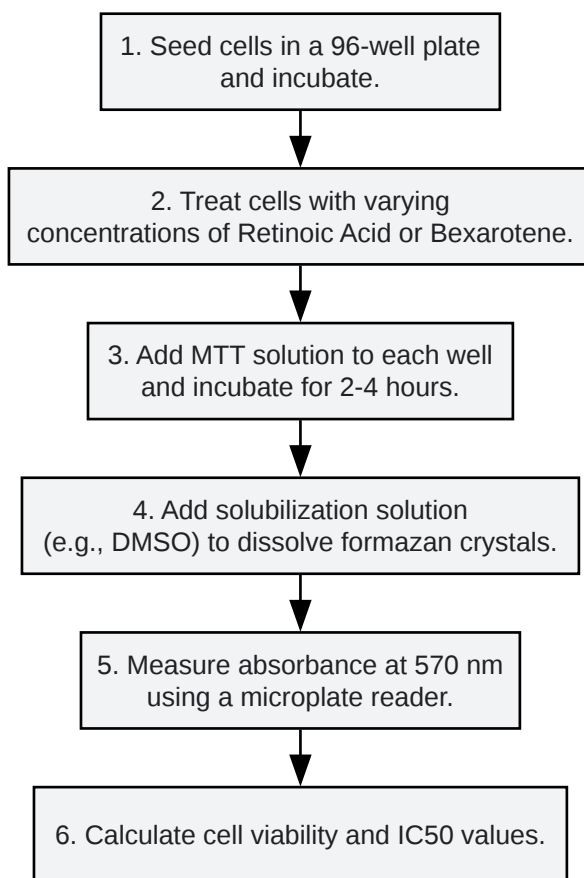 1. Seed cells in a 96-well plate
and incubate.
2. Treat cells with varying
concentrations of Retinoic Acid or Bexarotene.
3. Add MTT solution to each well
and incubate for 2-4 hours.
4. Add solubilization solution
(e.g., DMSO) to dissolve formazan crystals.
5. Measure absorbance at 570 nm
using a microplate reader.
6. Calculate cell viability and IC50 values.